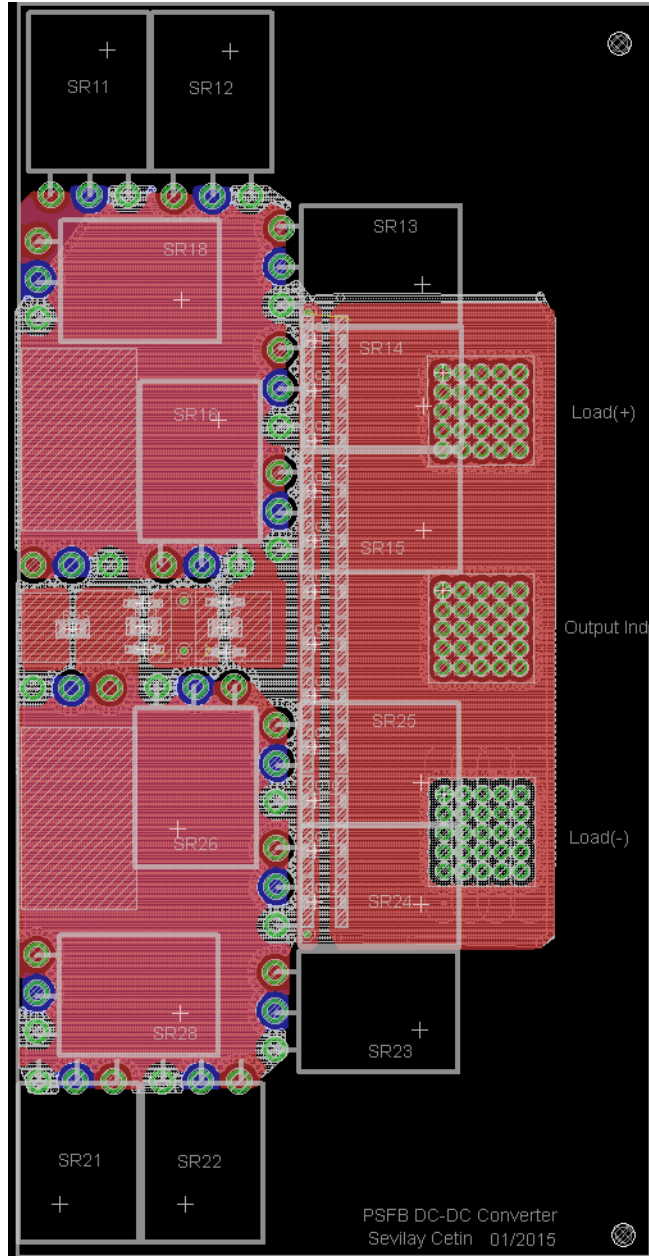 SR11 SR12
SR13
SR18
SR14
SR16
Load(+)
SR15
Output Ind
SR25
SR26
Load(-)
SR24
SR28
SR23
SR21 SR22
PSFB DC-DC Converter
Sevilay Cetin 01/2015